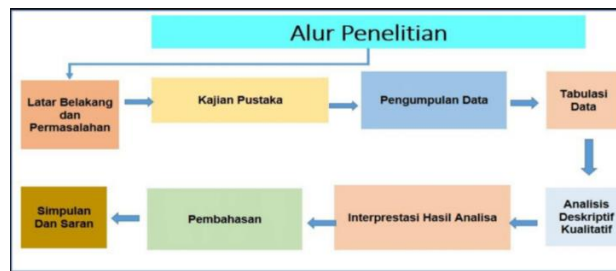 Alur Penelitian
Latar Belakang
dan
Permasalahan
Kajian Pustaka
Pengumpulan Data
Tabulasi
Data
Analisis
Deskriptif
Kualitatif
Interprestasi Hasil Analisa
Pembahasan
Simpulan
Dan Saran